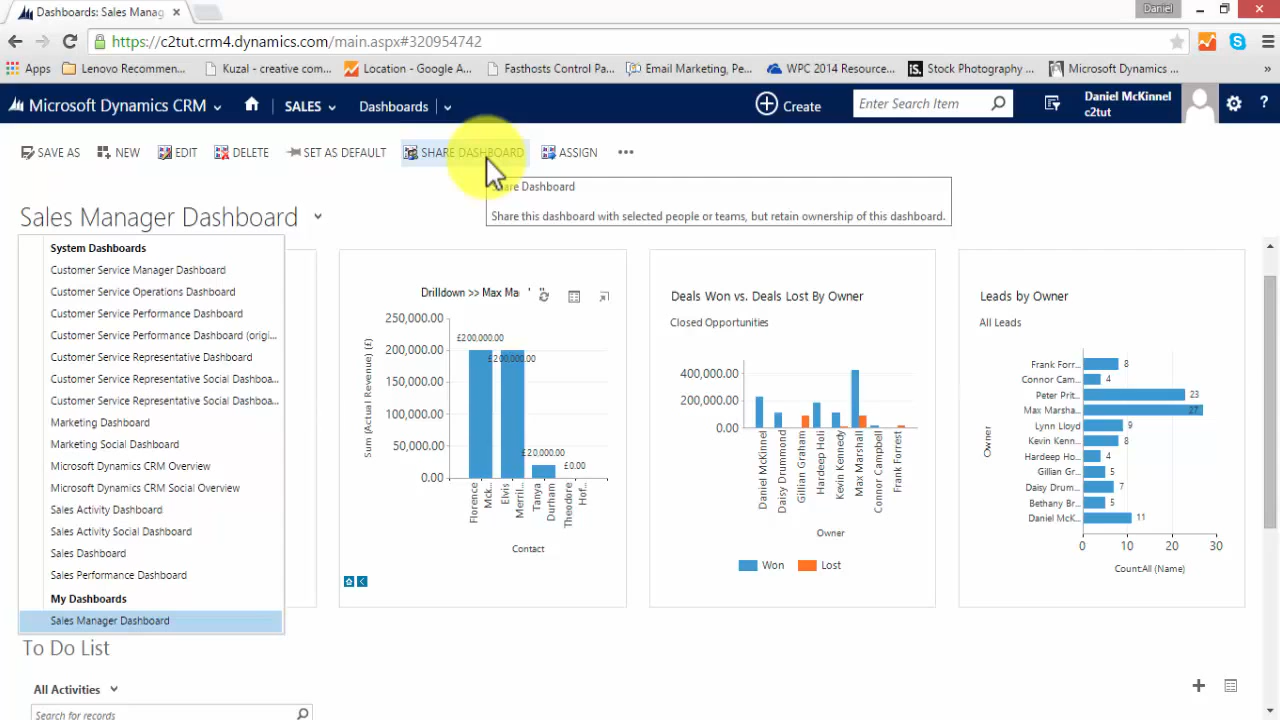 Dashboards: Sales Manag
Daniel
https://c2tut.crm4.dynamics.com/main.aspx#320954742
Apps Lenovo Recommen... Kuzal - creative com... Location - Google A... Fasthosts Control Pa... Email Marketing, Pe... WPC 2014 Resource... Stock Photography ... Microsoft Dynamics ... »
Microsoft Dynamics CRM SALES Dashboards Create Enter Search Item Daniel McKinnel ?
c2tut
SAVE AS NEW EDIT DELETE SET AS DEFAULT SHARE DASHBOARD ASSIGN •••
Share Dashboard
Share this dashboard with selected people or teams, but retain ownership of this dashboard.
Sales Manager Dashboard
System Dashboards
Customer Service Manager Dashboard
Customer Service Operations Dashboard
Customer Service Performance Dashboard
Customer Service Performance Dashboard (origi...
Customer Service Representative Dashboard
Customer Service Representative Social Dashboa...
Customer Service Representative Social Dashboa...
Marketing Dashboard
Marketing Social Dashboard
Microsoft Dynamics CRM Overview
Microsoft Dynamics CRM Social Overview
Sales Activity Dashboard
Sales Activity Social Dashboard
Sales Dashboard
Sales Performance Dashboard
My Dashboards
Sales Manager Dashboard
Drilldown >> Max Ma
Sum (Actual Revenue) (£)
250,000.00
200,000.00
150,000.00
100,000.00
50,000.00
0.00
£200,000.00
£200,000.00
£20,000.00
£0.00
Florence Mck...
Elvis Merril...
Tanya Durham
Theodore Hof...
Contact
Deals Won vs. Deals Lost By Owner
Closed Opportunities
400,000.00
200,000.00
0.00
Daniel McKinnel
Daisy Drummond
Gillian Graham
Hardeep Holi
Kevin Kennedy
Max Marshall
Connor Campbell
Frank Forrest
Owner
Won Lost
Leads by Owner
All Leads
Owner
Frank Forr... 8
Connor Cam... 4
Peter Prit... 23
Max Marsha... 27
Lynn Lloyd 9
Kevin Kenn... 8
Hardeep Ho... 4
Gillian Gr... 5
Daisy Drum... 7
Bethany Br... 5
Daniel McK... 11
0 10 20 30
Count:All (Name)
To Do List
All Activities
Search for records